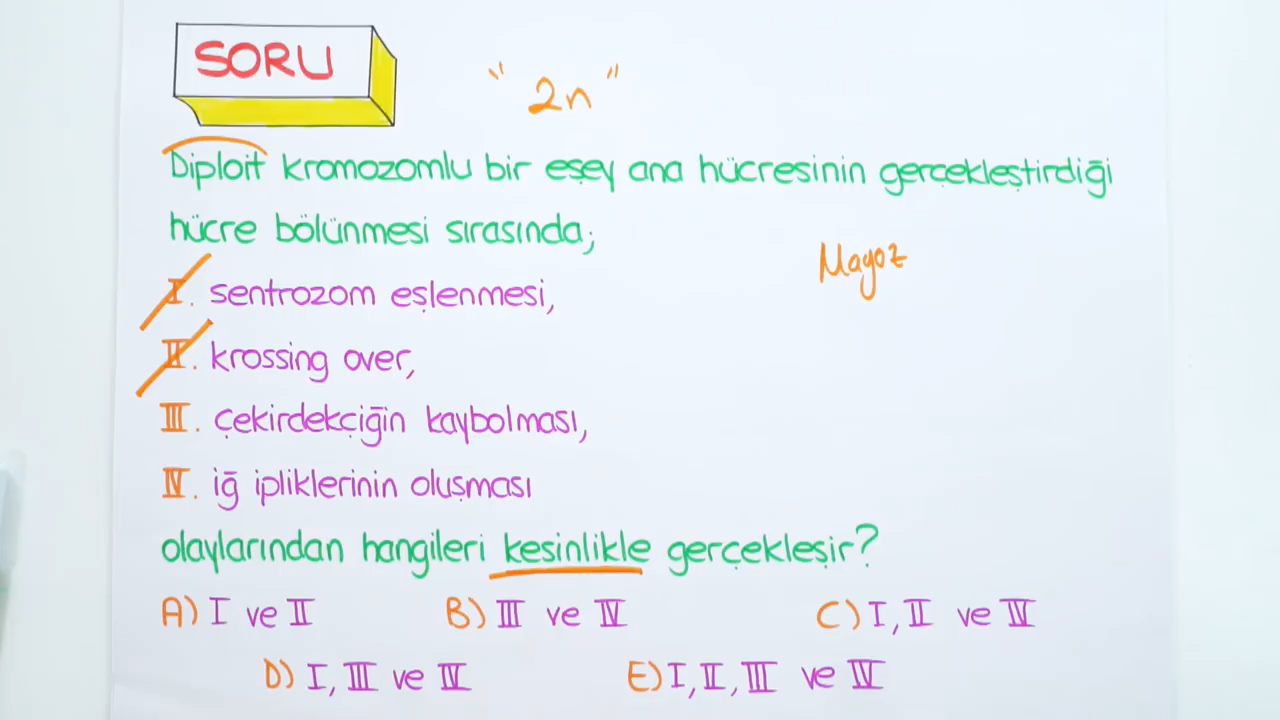 SORU
"2n"
Diploit kromozomlu bir eşey ana hücresinin gerçekleştirdiği
hücre bölünmesi sırasında;
Mayoz
I. sentrozom eşlenmesi,
II. krossing over,
III. çekirdekçiğin kaybolması,
IV. iğ ipliklerinin oluşması
olaylarından hangileri kesinlikle gerçekleşir?
A) I ve II B) III ve IV C) I, II ve IV
D) I, III ve IV E) I, II, III ve IV